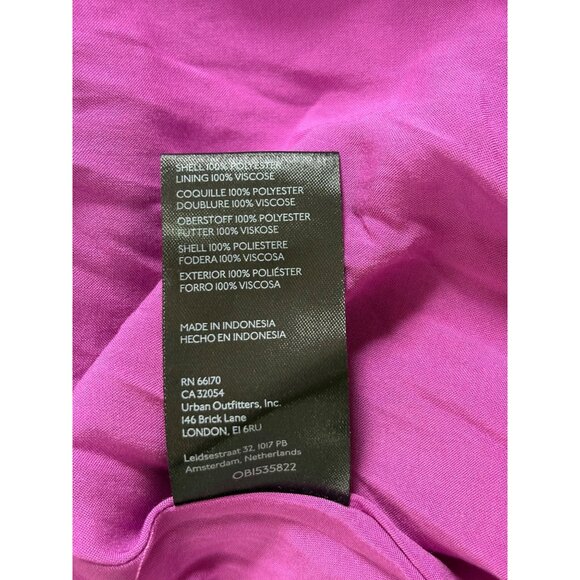 SHELL 100% POLYESTER
LINING 100% VISCOSE
COQUILLE 100% POLYESTER
DOUBLURE 100% VISCOSE
OBERSTOFF 100% POLYESTER
FUTTER 100% VISKOSE
SHELL 100% POLIESTERE
FODERA 100% VISCOSA
EXTERIOR 100% POLIÉSTER
FORRO 100% VISCOSA
MADE IN INDONESIA
HECHO EN INDONESIA
RN 66170
CA 32054
Urban Outfitters, Inc.
146 Brick Lane
LONDON, E1 6RU
Leidsestraat 32, 1017 PB
Amsterdam, Netherlands
OB1535822